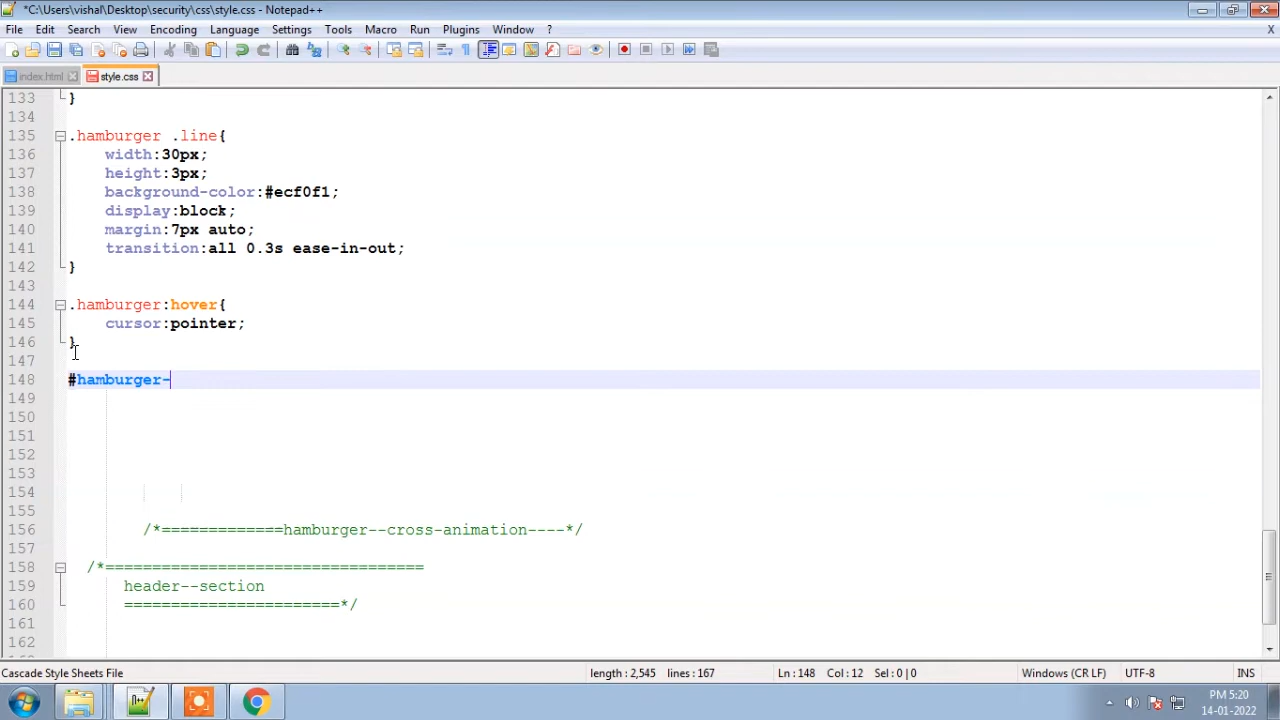 *C:\Users\vishal\Desktop\security\css\style.css - Notepad++
File Edit Search View Encoding Language Settings Tools Macro Run Plugins Window ? X
index.html style.css
133 }
134
135 .hamburger .line{
136 width:30px;
137 height:3px;
138 background-color:#ecf0f1;
139 display:block;
140 margin:7px auto;
141 transition:all 0.3s ease-in-out;
142 }
143
144 .hamburger:hover{
145 cursor:pointer;
146 }
147
148 #hamburger-
149
150
151
152
153
154
155
156 /*=============hamburger--cross-animation----*/
157
158 /*==================================
159 header--section
160 =======================*/
161
162
Cascade Style Sheets File length : 2,545 lines : 167 Ln : 148 Col : 12 Sel : 0 | 0 Windows (CR LF) UTF-8 INS
PM 5:20
14-01-2022